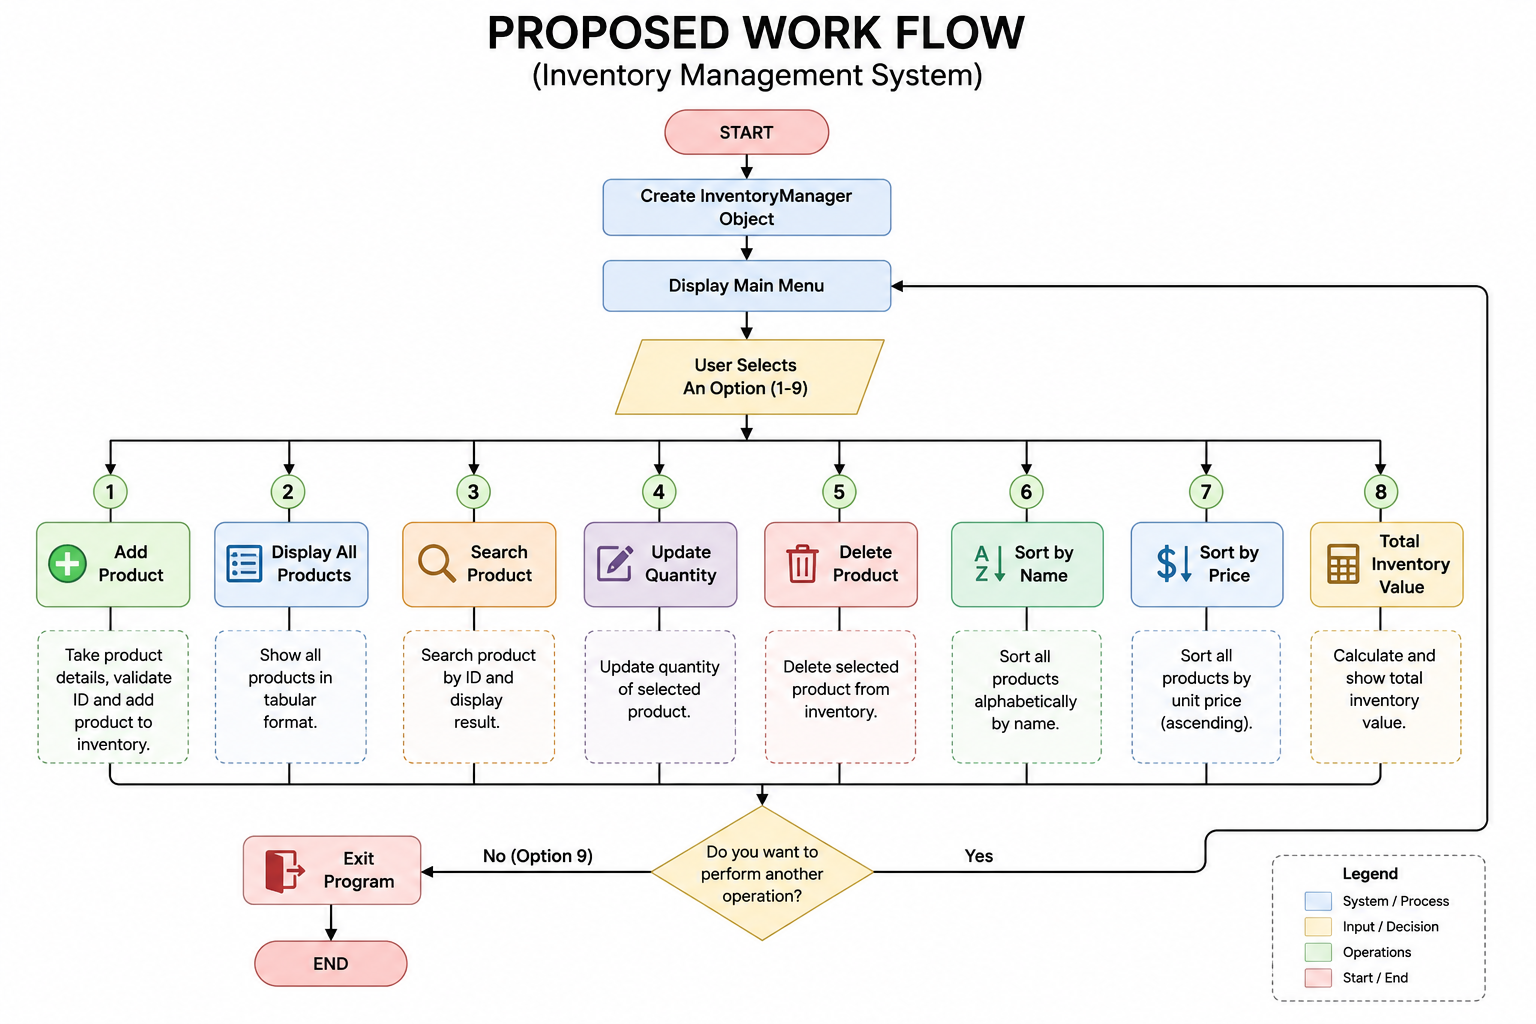 PROPOSED WORK FLOW
(Inventory Management System)
START
Create InventoryManager
Object
Display Main Menu
User Selects
An Option (1-9)
1
2
3
4
5
6
7
8
Add
Product
Display All
Products
Search
Product
Update
Quantity
Delete
Product
A
Z
Sort by
Name
$
Sort by
Price
Total
Inventory
Value
Take product
details, validate
ID and add
product to
inventory.
Show all
products in
tabular
format.
Search product
by ID and
display
result.
Update quantity
of selected
product.
Delete selected
product from
inventory.
Sort all
products
alphabetically
by name.
Sort all
products by
unit price
(ascending).
Calculate and
show total
inventory
value.
Do you want to
perform another
operation?
No (Option 9)
Yes
Exit
Program
END
Legend
System / Process
Input / Decision
Operations
Start / End